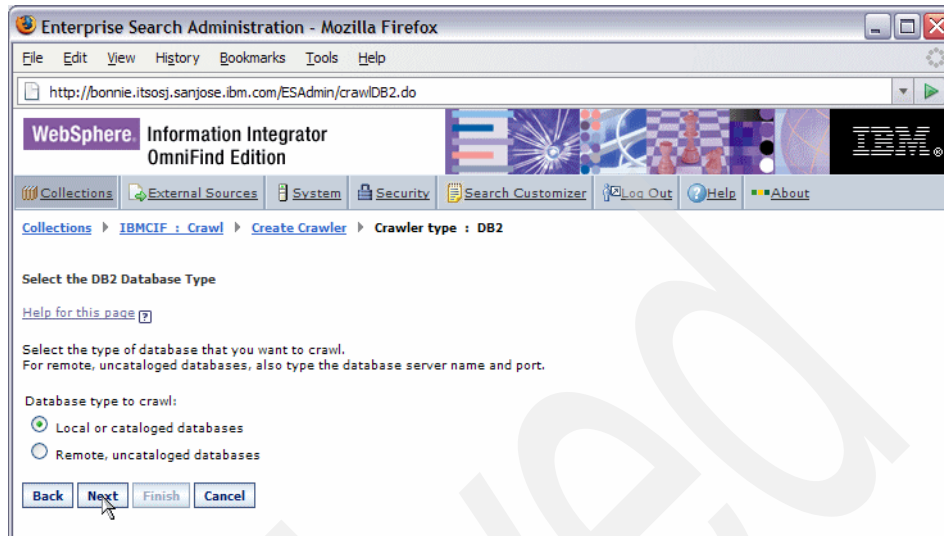 Enterprise Search Administration - Mozilla Firefox
File Edit View History Bookmarks Tools Help
http://bonnie.itsosj.sanjose.ibm.com/ESAdmin/crawlDB2.do
WebSphere. Information Integrator
OmniFind Edition
IBM®
Collections External Sources System Security Search Customizer Log Out Help About
Collections IBMCIF : Crawl Create Crawler Crawler type : DB2
Select the DB2 Database Type
Help for this page ?
Select the type of database that you want to crawl.
For remote, uncataloged databases, also type the database server name and port.
Database type to crawl:
Local or cataloged databases
Remote, uncataloged databases
Back Next Finish Cancel